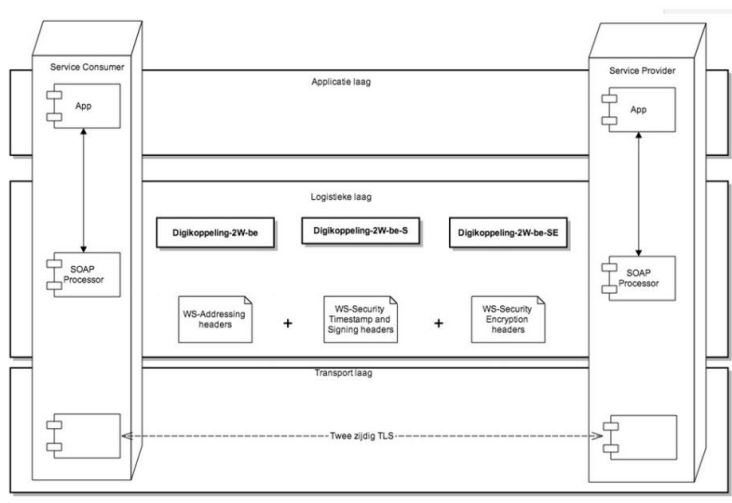 Service Consumer
Service Provider
Applicatie laag
App
App
Logistieke laag
Digikoppeling-2W-be
Digikoppeling-2W-be-S
Digikoppeling-2W-be-SE
SOAP
Processor
SOAP
Processor
WS-Addressing
headers
+
WS-Security
Timestamp and
Signing headers
+
WS-Security
Encryption
headers
Transport laag
Twee zijdig TLS